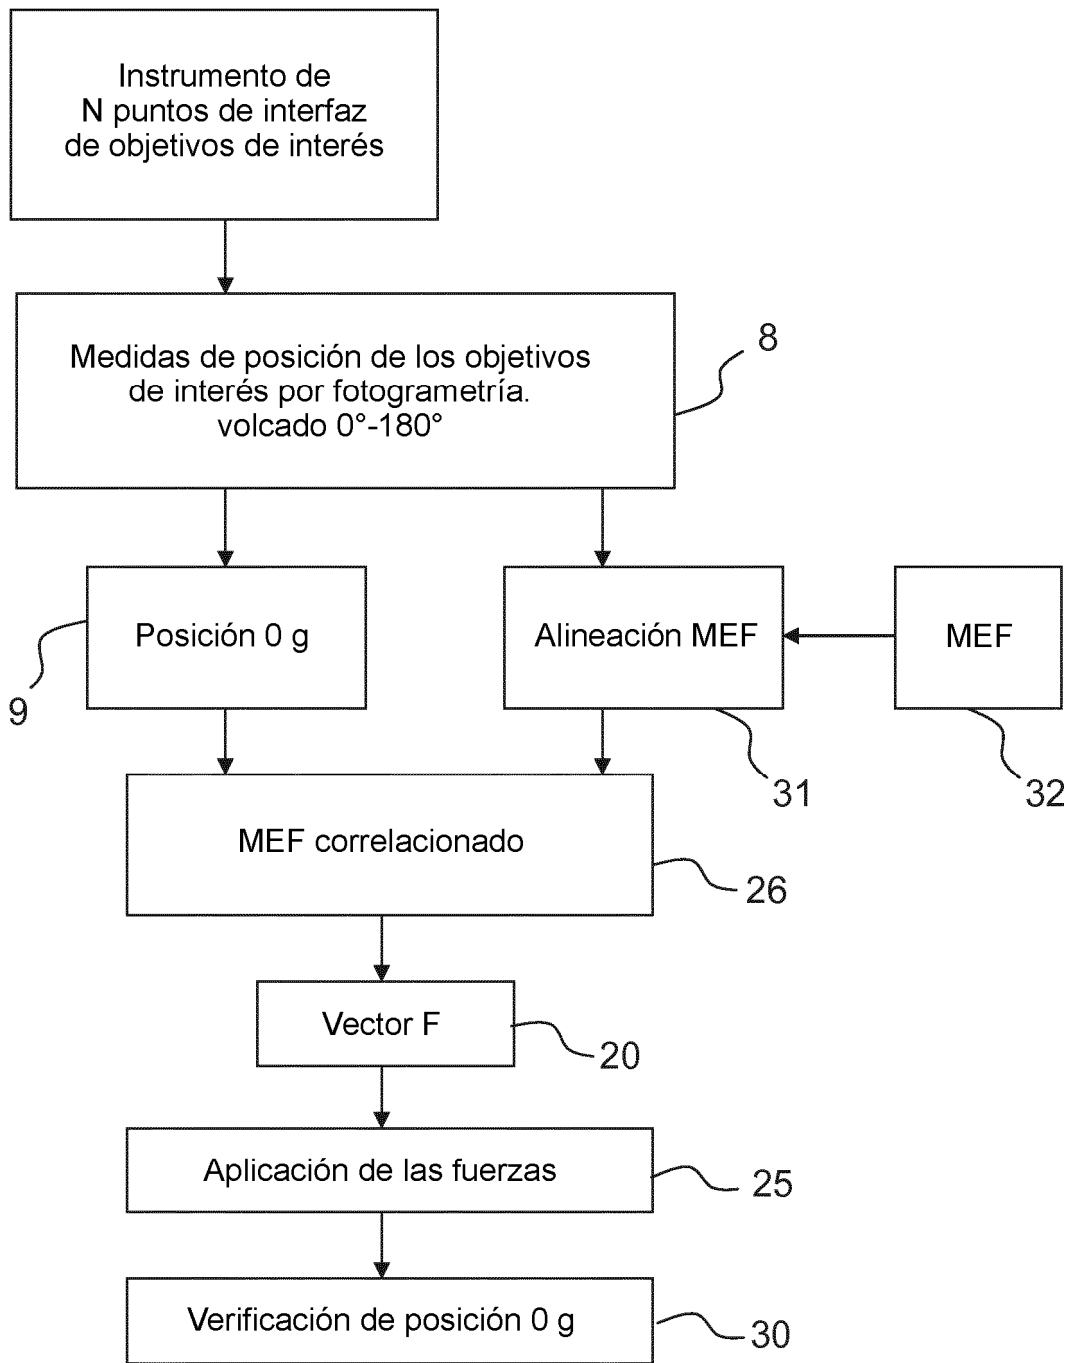 Instrumento de
N puntos de interfaz
de objetivos de interés
Medidas de posición de los objetivos
de interés por fotogrametría.
volcado 0°-180°
8
Posición 0 g
Alineación MEF
MEF
9
31
32
MEF correlacionado
26
Vector F
20
Aplicación de las fuerzas
25
Verificación de posición 0 g
30